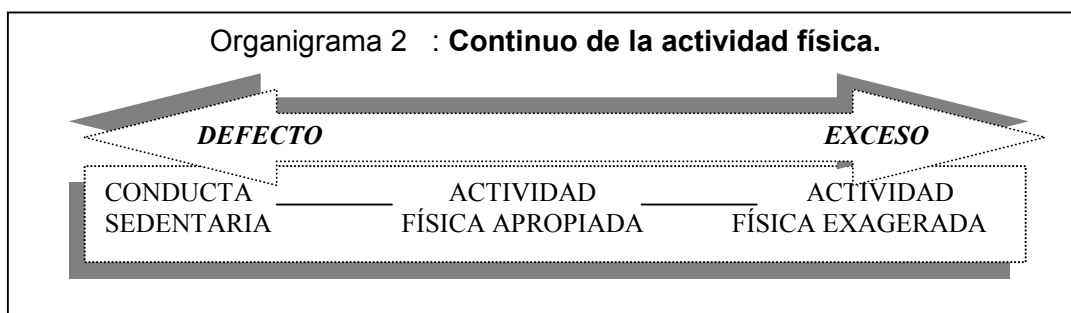 Organigrama 2 : Continuo de la actividad física.
DEFECTO EXCESO
CONDUCTA ACTIVIDAD ACTIVIDAD
SEDENTARIA FÍSICA APROPIADA FÍSICA EXAGERADA